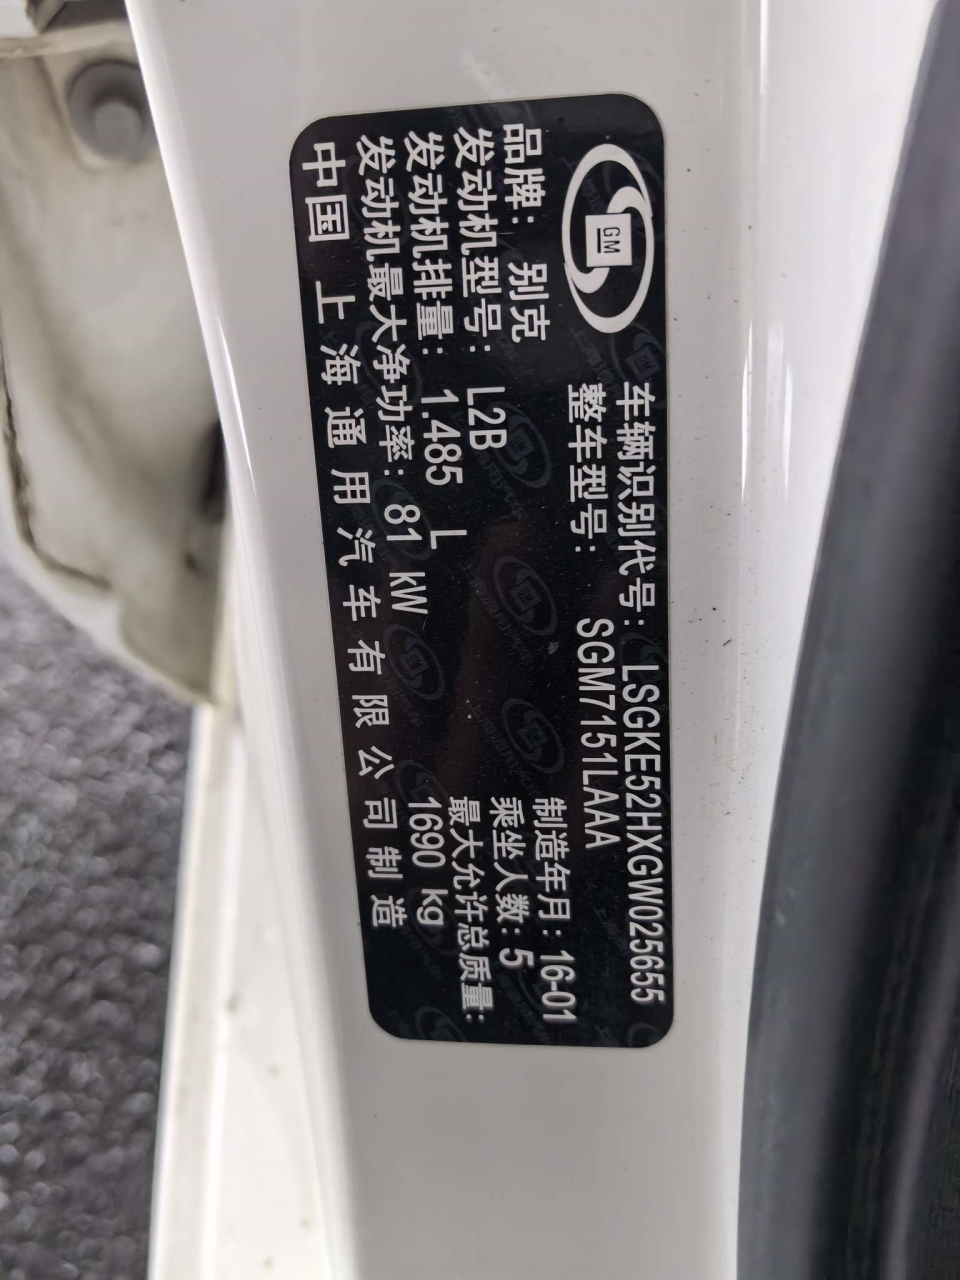 GM
车辆识别代号: LSGKE52HXGW025655
整车型号: SGM7151LAAA
品牌: 别克 制造年月: 16-01
发动机型号: L2B 乘坐人数: 5
发动机排量: 1.485 L 最大允许总质量:
发动机最大净功率: 81 kW 1690 kg
中国 上海通用汽车有限公司制造